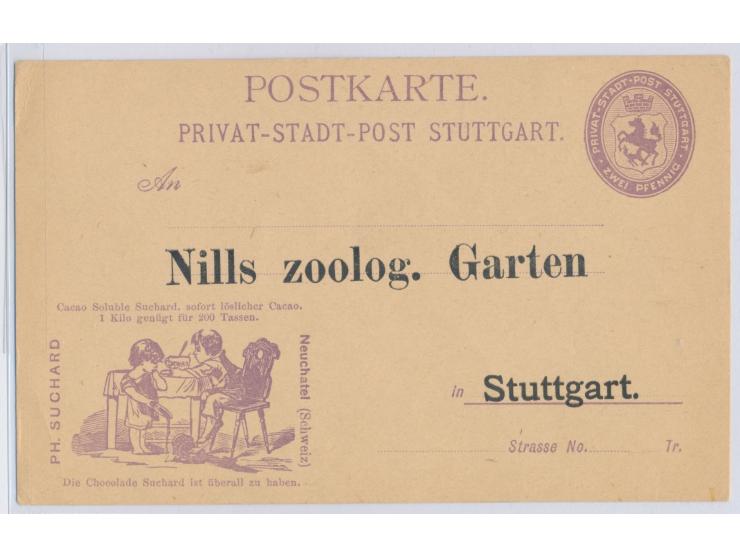 POSTKARTE.
PRIVAT-STADT-POST STUTTGART.
PRIVAT-STADT-POST STUTTGART
ZWEI PFENNIG
An
Nills zoolog. Garten
Cacao Soluble Suchard, sofort löslicher Cacao.
1 Kilo genügt für 200 Tassen.
PH. SUCHARD
Neuchatel (Schweiz)
Die Chocolade Suchard ist überall zu haben.
in Stuttgart.
Strasse No. Tr.